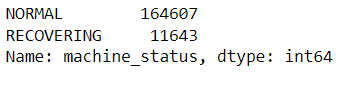 NORMAL 164607
RECOVERING 11643
Name: machine_status, dtype: int64